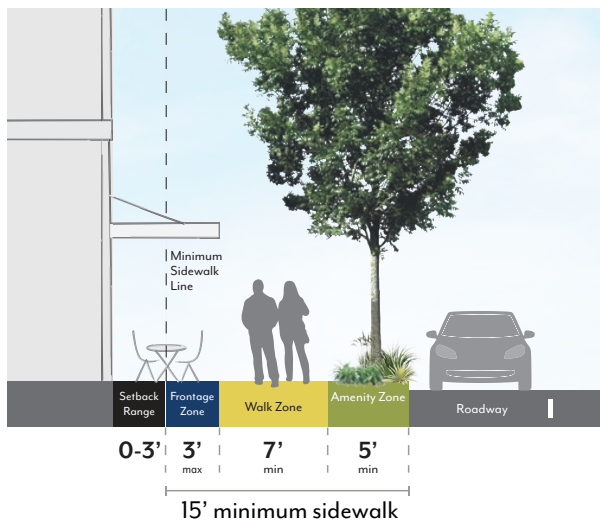 Minimum
Sidewalk
Line
Setback
Range
Frontage
Zone
Walk Zone
Amenity Zone
Roadway
0-3’
3’
max
7’
min
5’
min
15’ minimum sidewalk